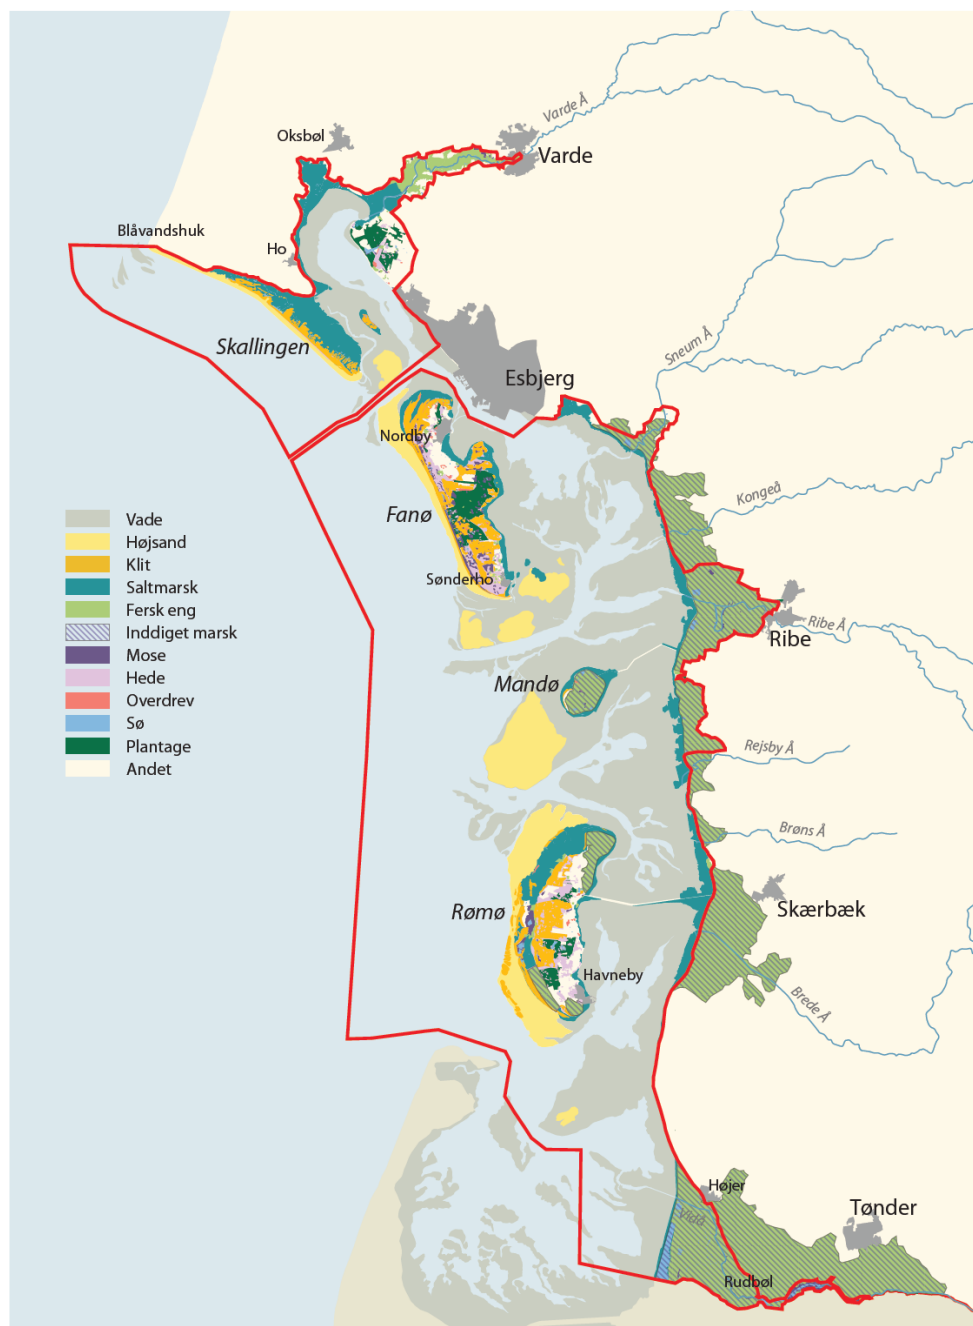 Varde Å
Oksbøl
Varde
Blåvandshuk
Ho
Sneum Å
Skallingen
Esbjerg
Nordby
Kongeå
Fanø
Vade
Højsand
Klit
Saltmarsk
Fersk eng
Inddiget marsk
Mose
Hede
Overdrev
Sø
Plantage
Andet
Sønderho
Ribe Å
Ribe
Mandø
Rejsby Å
Brøns Å
Rømø
Skærbæk
Havneby
Brede Å
Højer
Vidå
Tønder
Rudbøl